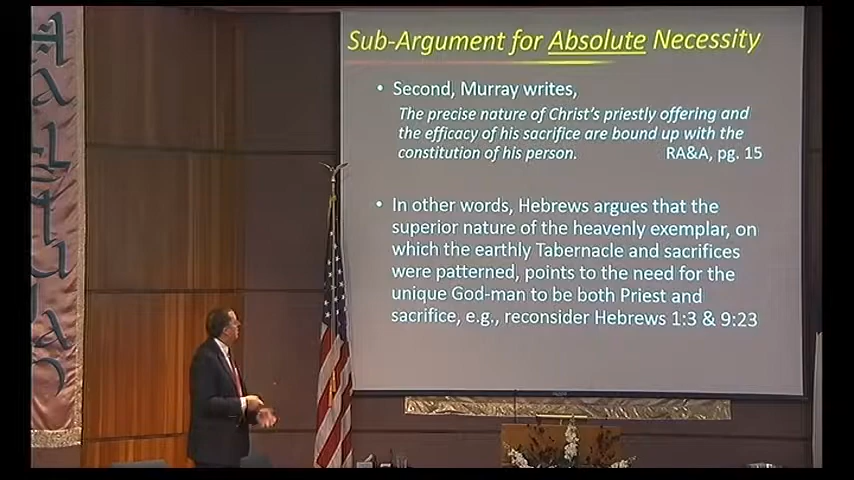 Sub-Argument for Absolute Necessity
• Second, Murray writes,
The precise nature of Christ's priestly offering and
the efficacy of his sacrifice are bound up with the
constitution of his person. RA&A, pg. 15
• In other words, Hebrews argues that the
superior nature of the heavenly exemplar, on
which the earthly Tabernacle and sacrifices
were patterned, points to the need for the
unique God-man to be both Priest and
sacrifice, e.g., reconsider Hebrews 1:3 & 9:23